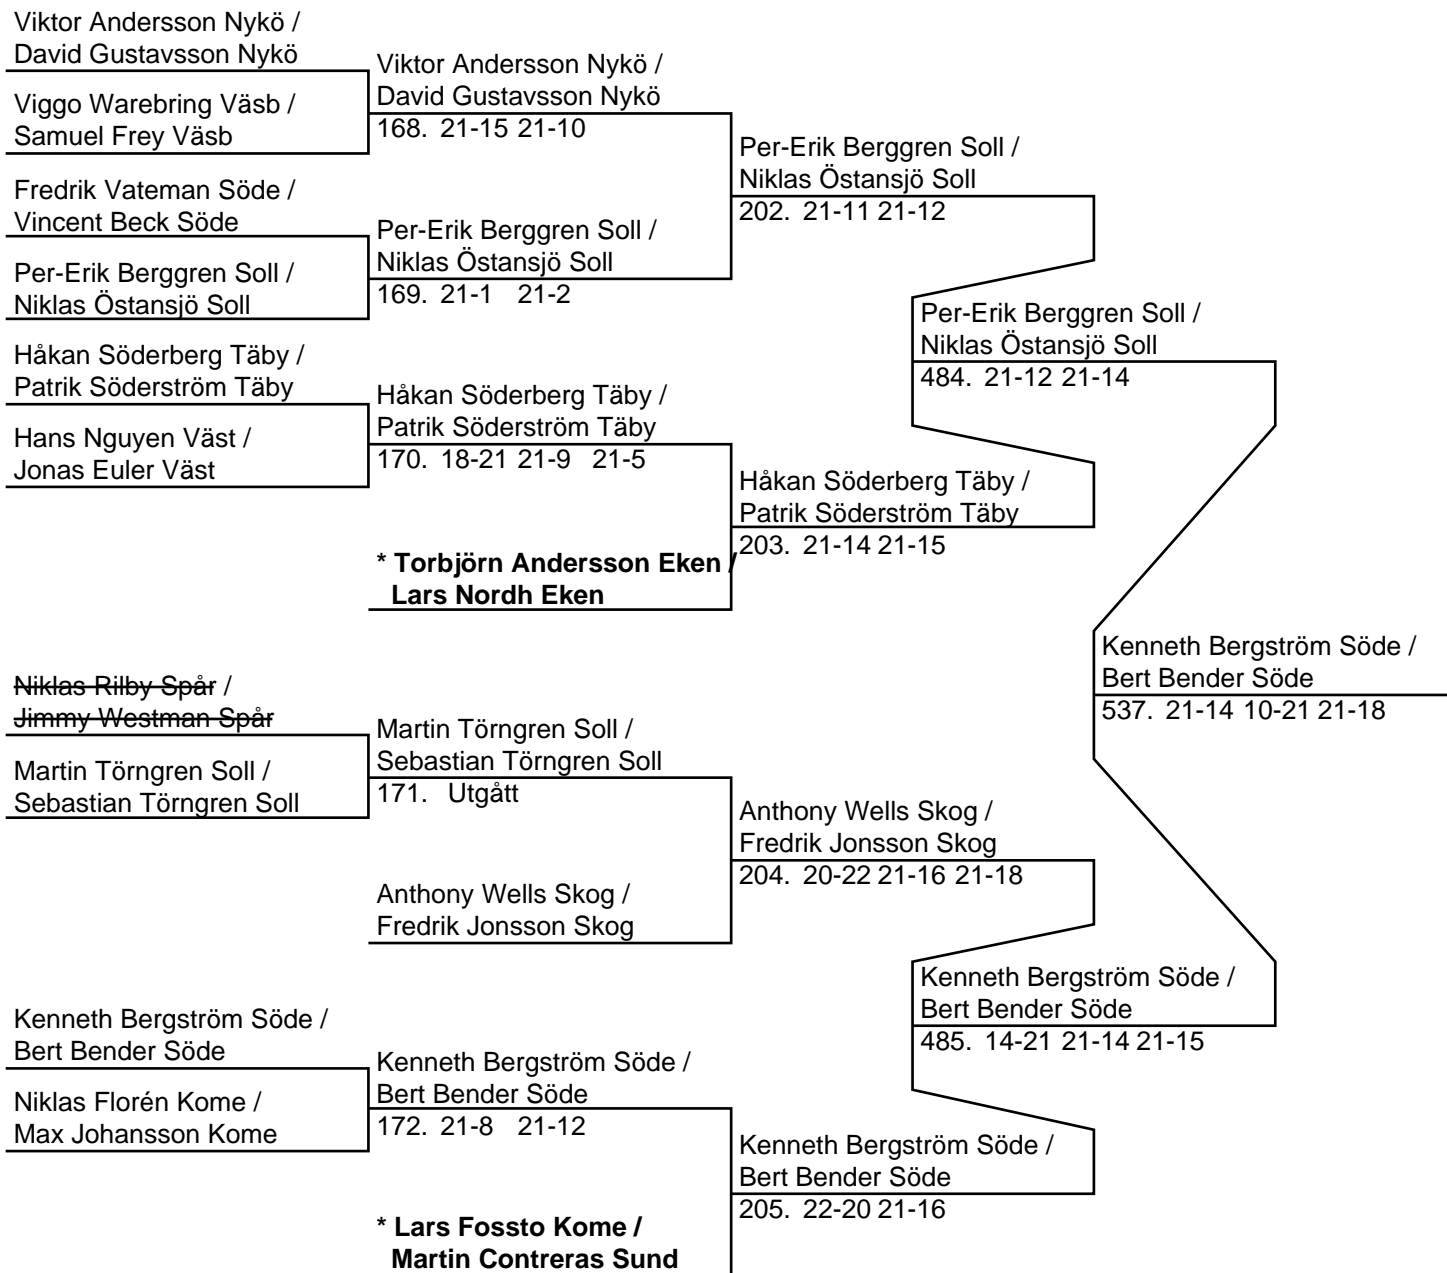 Viktor Andersson Nykö /
David Gustavsson Nykö
Viggo Warebring Väsb /
Samuel Frey Väsb
Fredrik Vateman Söde /
Vincent Beck Söde
Per-Erik Berggren Soll /
Niklas Östansjö Soll
Håkan Söderberg Täby /
Patrik Söderström Täby
Hans Nguyen Väst /
Jonas Euler Väst
Niklas Rilby Spår /
Jimmy Westman Spår
Martin Törngren Soll /
Sebastian Törngren Soll
Kenneth Bergström Söde /
Bert Bender Söde
Niklas Florén Kome /
Max Johansson Kome
Viktor Andersson Nykö /
David Gustavsson Nykö
168. 21-15 21-10
Per-Erik Berggren Soll /
Niklas Östansjö Soll
169. 21-1 21-2
Håkan Söderberg Täby /
Patrik Söderström Täby
170. 18-21 21-9 21-5
* Torbjörn Andersson Eken /
Lars Nordh Eken
Martin Törngren Soll /
Sebastian Törngren Soll
171. Utgått
Anthony Wells Skog /
Fredrik Jonsson Skog
Kenneth Bergström Söde /
Bert Bender Söde
172. 21-8 21-12
* Lars Fossto Kome /
Martin Contreras Sund
Per-Erik Berggren Soll /
Niklas Östansjö Soll
202. 21-11 21-12
Håkan Söderberg Täby /
Patrik Söderström Täby
203. 21-14 21-15
Anthony Wells Skog /
Fredrik Jonsson Skog
204. 20-22 21-16 21-18
Kenneth Bergström Söde /
Bert Bender Söde
205. 22-20 21-16
Per-Erik Berggren Soll /
Niklas Östansjö Soll
484. 21-12 21-14
Kenneth Bergström Söde /
Bert Bender Söde
485. 14-21 21-14 21-15
Kenneth Bergström Söde /
Bert Bender Söde
537. 21-14 10-21 21-18